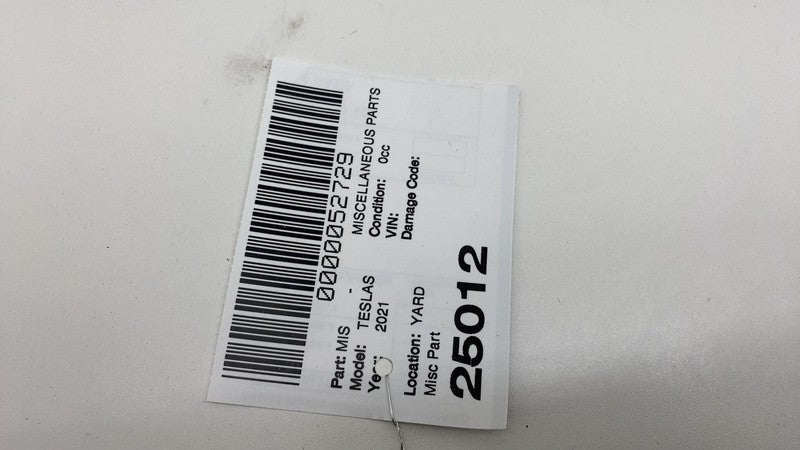 0000052729
Part: MIS - MISCELLANEOUS PARTS
Model: TESLAS Condition: 0cc
Year: 2021 VIN:
Damage Code:
Location: YARD
Misc Part
25012